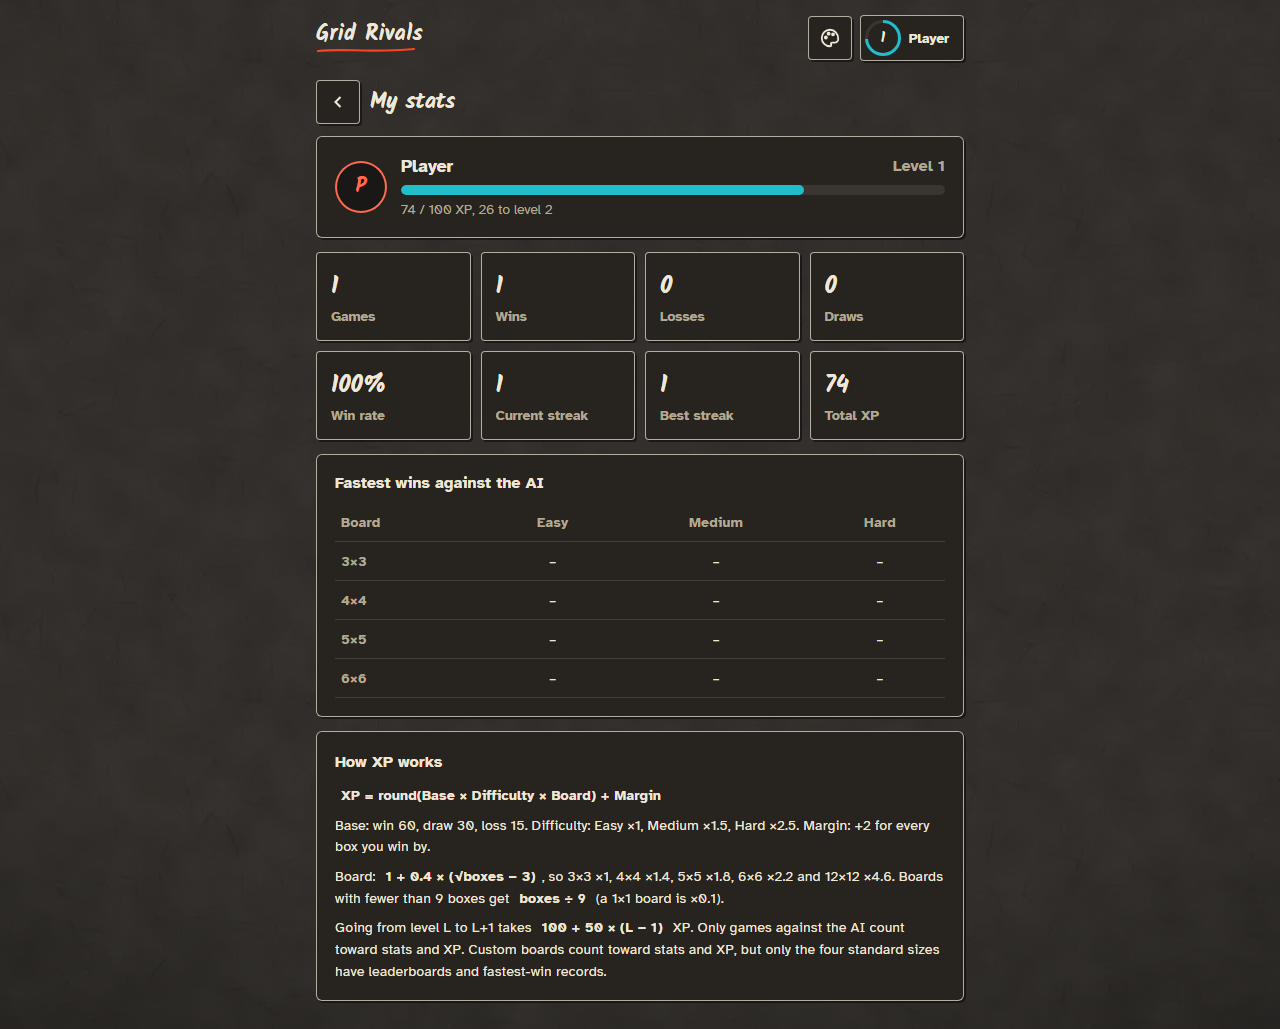 Grid Rivals
1
Player
My stats
P
Player
Level 1
74 / 100 XP, 26 to level 2
1
Games
1
Wins
0
Losses
0
Draws
100%
Win rate
1
Current streak
1
Best streak
74
Total XP
Fastest wins against the AI
Board Easy Medium Hard
3×3 – – –
4×4 – – –
5×5 – – –
6×6 – – –
How XP works
XP = round(Base × Difficulty × Board) + Margin
Base: win 60, draw 30, loss 15. Difficulty: Easy ×1, Medium ×1.5, Hard ×2.5. Margin: +2 for every
box you win by.
Board: 1 + 0.4 × (√boxes − 3) , so 3×3 ×1, 4×4 ×1.4, 5×5 ×1.8, 6×6 ×2.2 and 12×12 ×4.6. Boards
with fewer than 9 boxes get boxes ÷ 9 (a 1×1 board is ×0.1).
Going from level L to L+1 takes 100 + 50 × (L − 1) XP. Only games against the AI count
toward stats and XP. Custom boards count toward stats and XP, but only the four standard sizes
have leaderboards and fastest-win records.